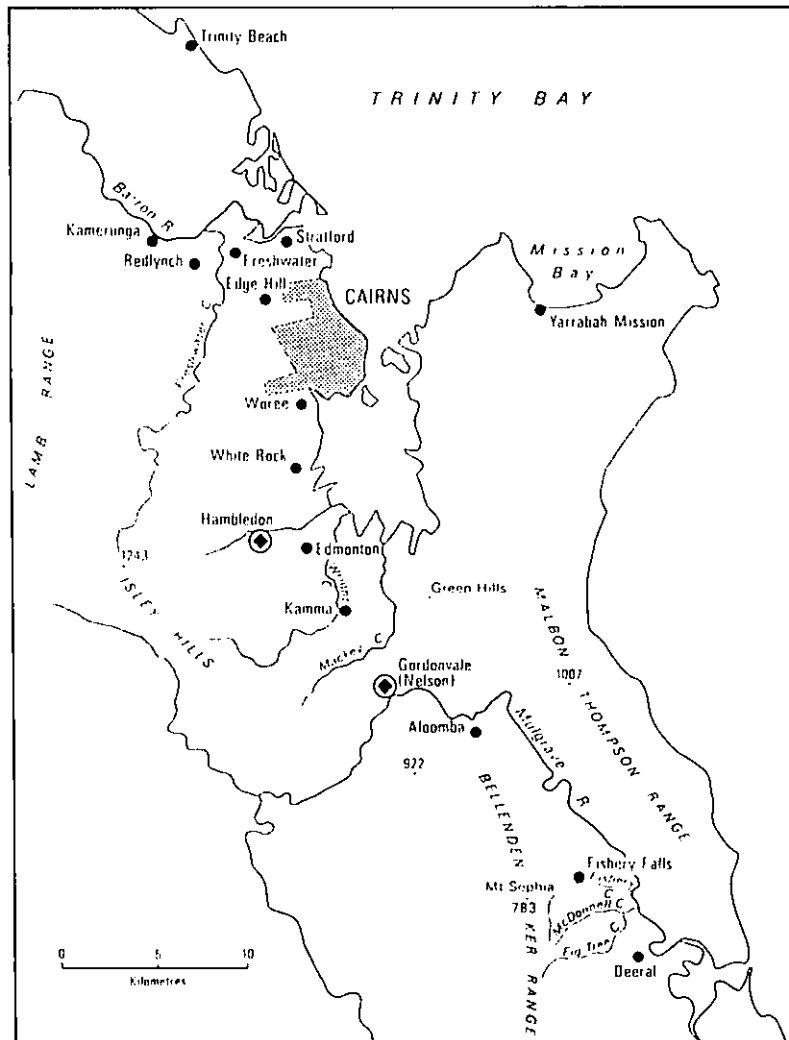 Trinity Beach
TRINITY BAY
Barron R
Kamerunga
Stratford
Redlynch
Freshwater
Edge Hill
CAIRNS
Mission
Bay
Yarrabah Mission
Freshwater C
LAMB RANGE
Woree
White Rock
Hambledon
Edmonton
1243
ISLEY HILLS
Kamma
Green Hills
Mackey C
Gordonvale
(Nelson)
MALBON THOMPSON RANGE
1007
Aloomba
Mulgrave R
922
BELLENDEN KER RANGE
Fishery Falls
Fishery C
Mt Sophia
783
McDonnell C
Fig Tree C
Deeral
0 10
Kilometres